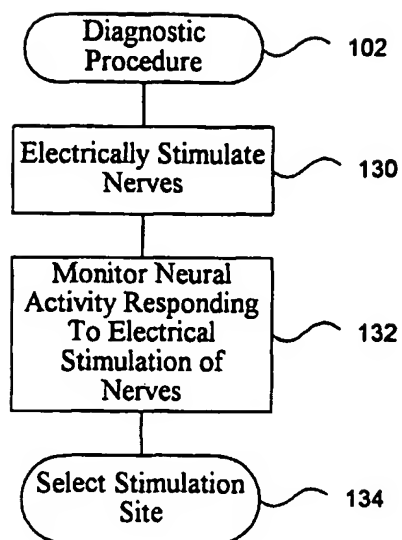 Diagnostic
Procedure
102
Electrically Stimulate
Nerves
130
Monitor Neural
Activity Responding
To Electrical
Stimulation of
Nerves
132
Select Stimulation
Site
134